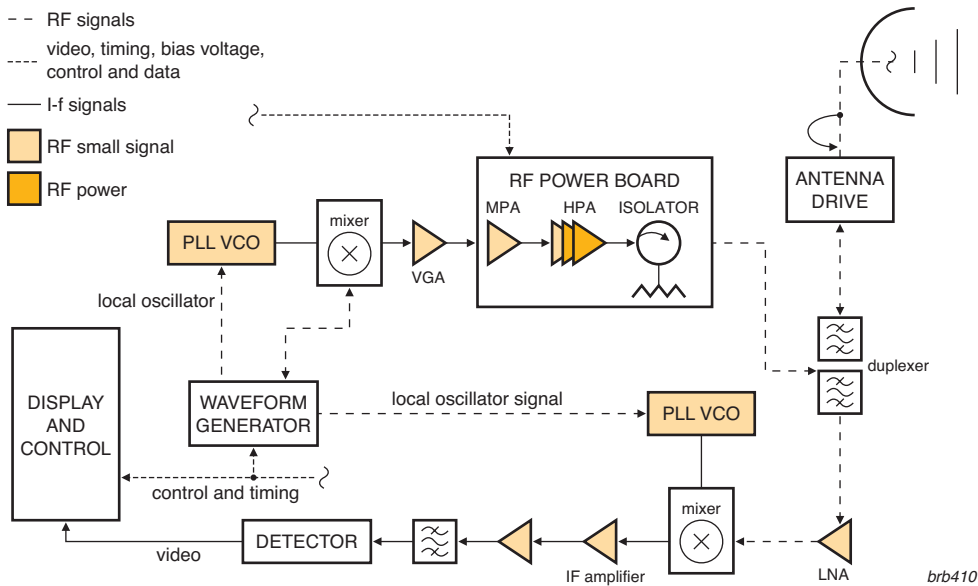 RF signals
video, timing, bias voltage,
control and data
I-f signals
RF small signal
RF power
RF POWER BOARD
MPA
HPA
ISOLATOR
ANTENNA
DRIVE
PLL VCO
mixer
VGA
local oscillator
duplexer
DISPLAY
AND
CONTROL
WAVEFORM
GENERATOR
local oscillator signal
PLL VCO
control and timing
mixer
video
DETECTOR
IF amplifier
LNA
brb410